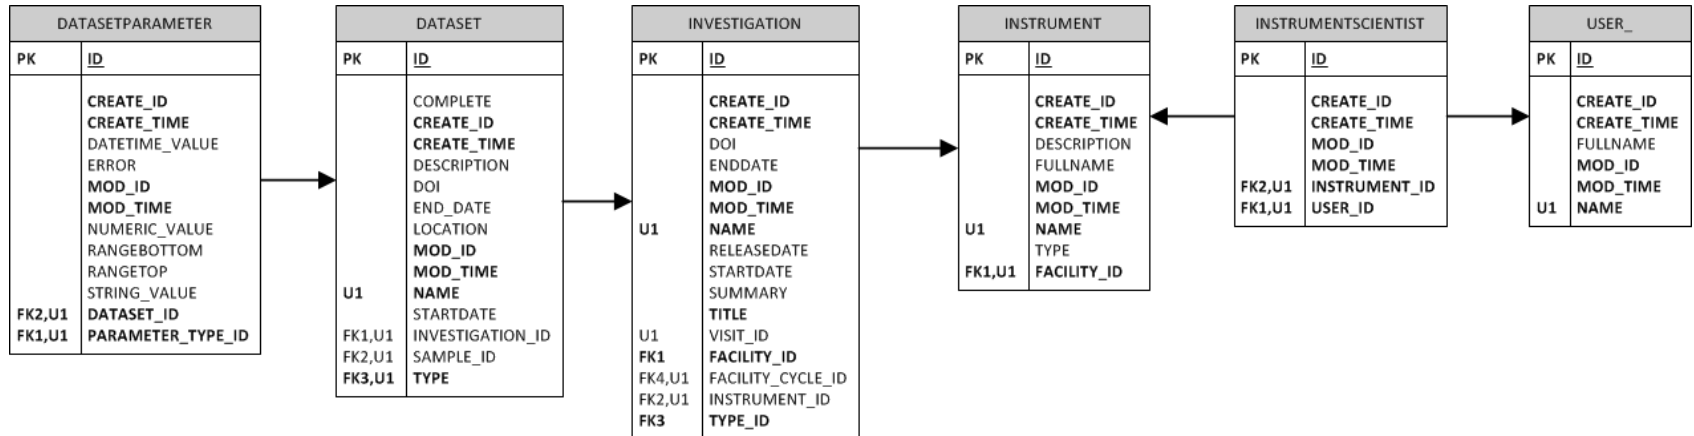 DATASETPARAMETER
PK ID
CREATE_ID
CREATE_TIME
DATETIME_VALUE
ERROR
MOD_ID
MOD_TIME
NUMERIC_VALUE
RANGEBOTTOM
RANGETOP
STRING_VALUE
FK2,U1 DATASET_ID
FK1,U1 PARAMETER_TYPE_ID
DATASET
PK ID
COMPLETE
CREATE_ID
CREATE_TIME
DESCRIPTION
DOI
END_DATE
LOCATION
MOD_ID
MOD_TIME
U1 NAME
STARTDATE
FK1,U1 INVESTIGATION_ID
FK2,U1 SAMPLE_ID
FK3,U1 TYPE
INVESTIGATION
PK ID
CREATE_ID
CREATE_TIME
DOI
ENDDATE
MOD_ID
MOD_TIME
U1 NAME
RELEASEDATE
STARTDATE
SUMMARY
TITLE
U1 VISIT_ID
FK1 FACILITY_ID
FK4,U1 FACILITY_CYCLE_ID
FK2,U1 INSTRUMENT_ID
FK3 TYPE_ID
INSTRUMENT
PK ID
CREATE_ID
CREATE_TIME
DESCRIPTION
FULLNAME
MOD_ID
MOD_TIME
U1 NAME
TYPE
FK1,U1 FACILITY_ID
INSTRUMENTSCIENTIST
PK ID
CREATE_ID
CREATE_TIME
MOD_ID
MOD_TIME
FK2,U1 INSTRUMENT_ID
FK1,U1 USER_ID
USER_
PK ID
CREATE_ID
CREATE_TIME
FULLNAME
MOD_ID
MOD_TIME
U1 NAME